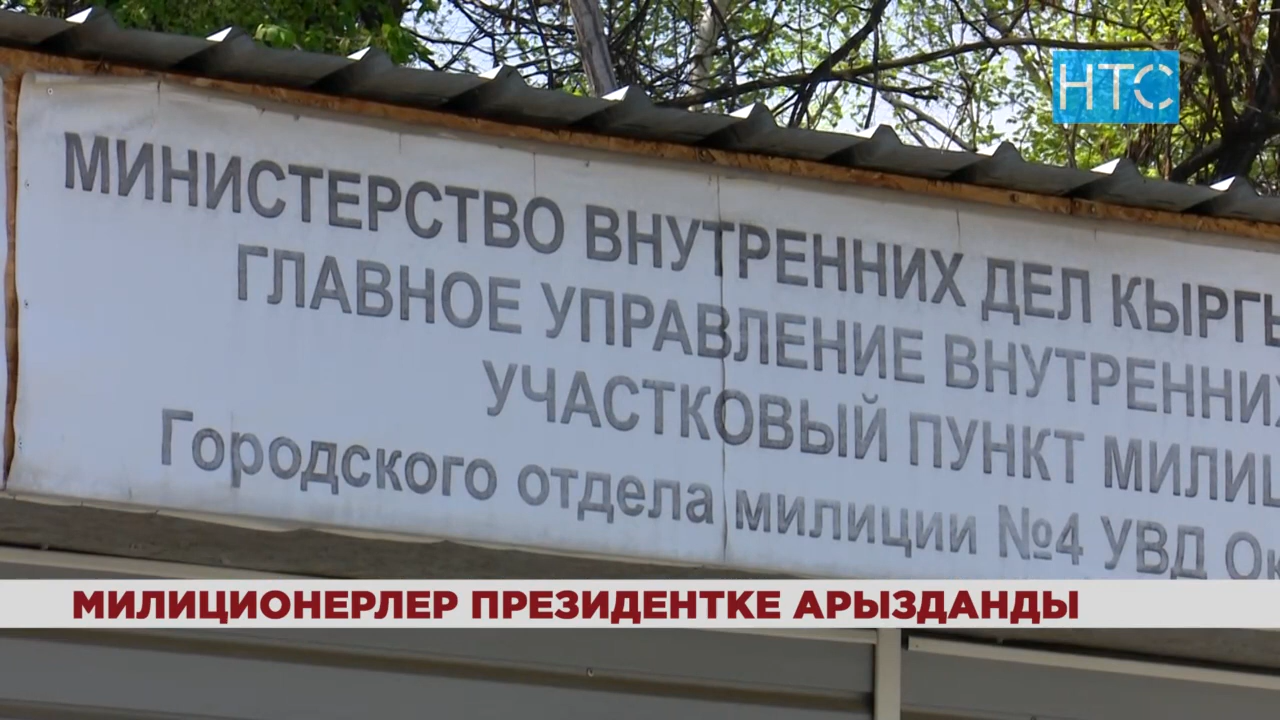 НТС
МИНИСТЕРСТВО ВНУТРЕННИХ ДЕЛ
ГЛАВНОЕ УПРАВЛЕНИЕ ВНУТРЕННИХ
УЧАСТКОВЫЙ ПУНКТ
Городского отдела милиции №4 УВД
МИЛИЦИОНЕРЛЕР ПРЕЗИДЕНТКЕ АРЫЗДАНДЫ